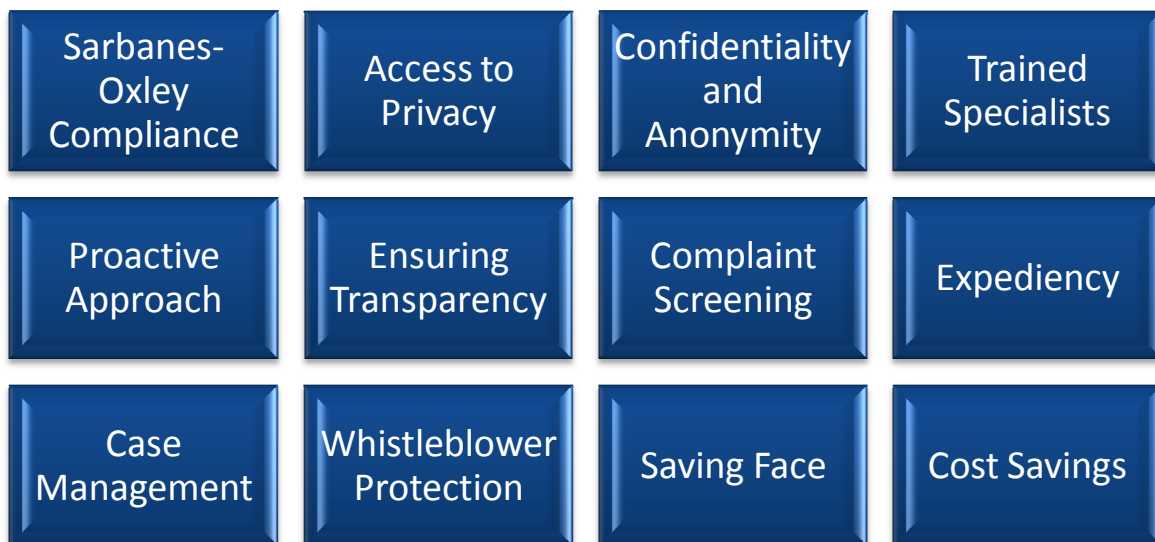 Sarbanes-
Oxley
Compliance
Access to
Privacy
Confidentiality
and
Anonymity
Trained
Specialists
Proactive
Approach
Ensuring
Transparency
Complaint
Screening
Expediency
Case
Management
Whistleblower
Protection
Saving Face
Cost Savings